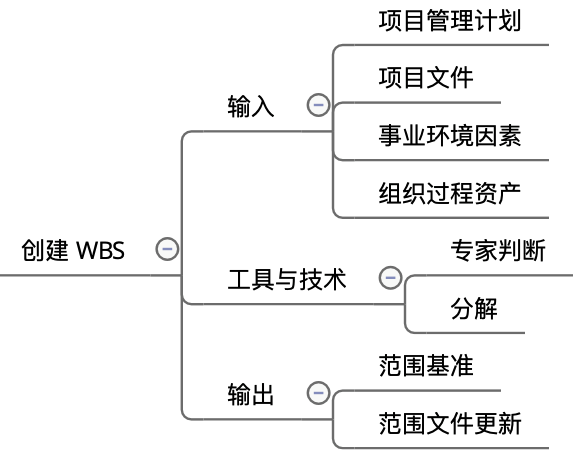 项目管理计划
项目文件
输入
事业环境因素
组织过程资产
创建 WBS
专家判断
工具与技术
分解
范围基准
输出
范围文件更新